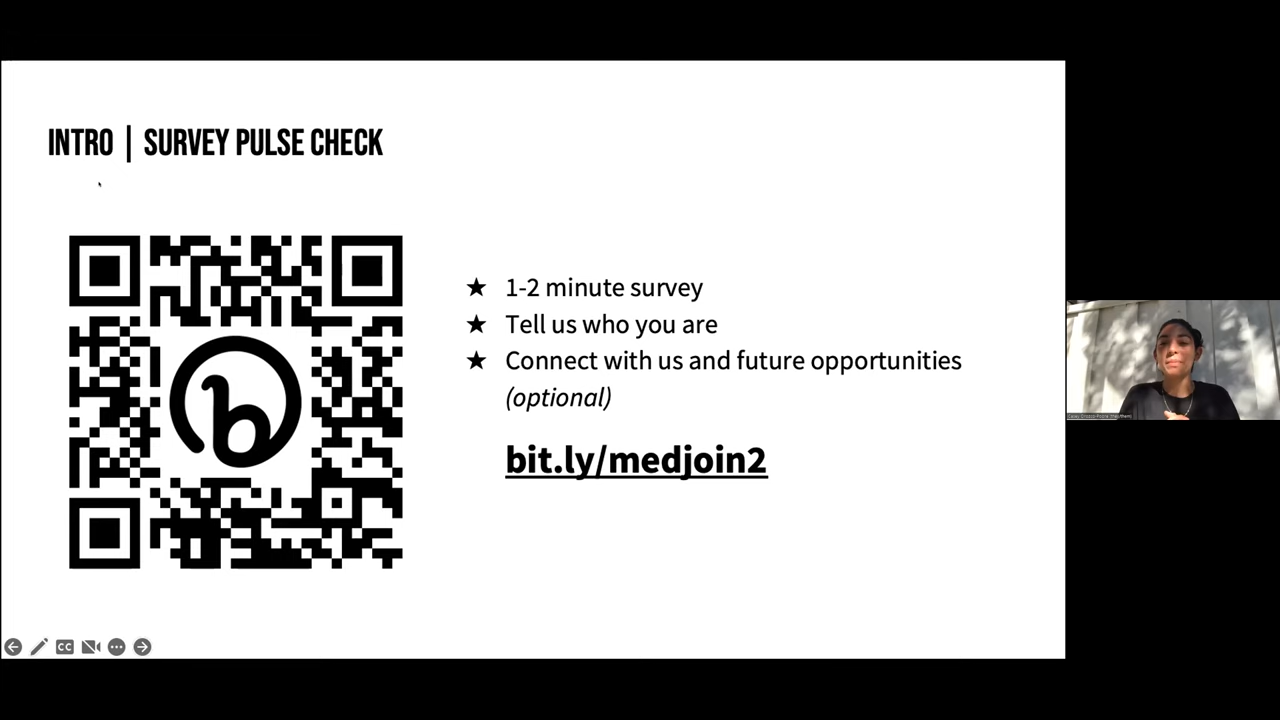 INTRO | SURVEY PULSE CHECK
★ 1-2 minute survey
★ Tell us who you are
★ Connect with us and future opportunities
(optional)
bit.ly/medjoin2
b
CC